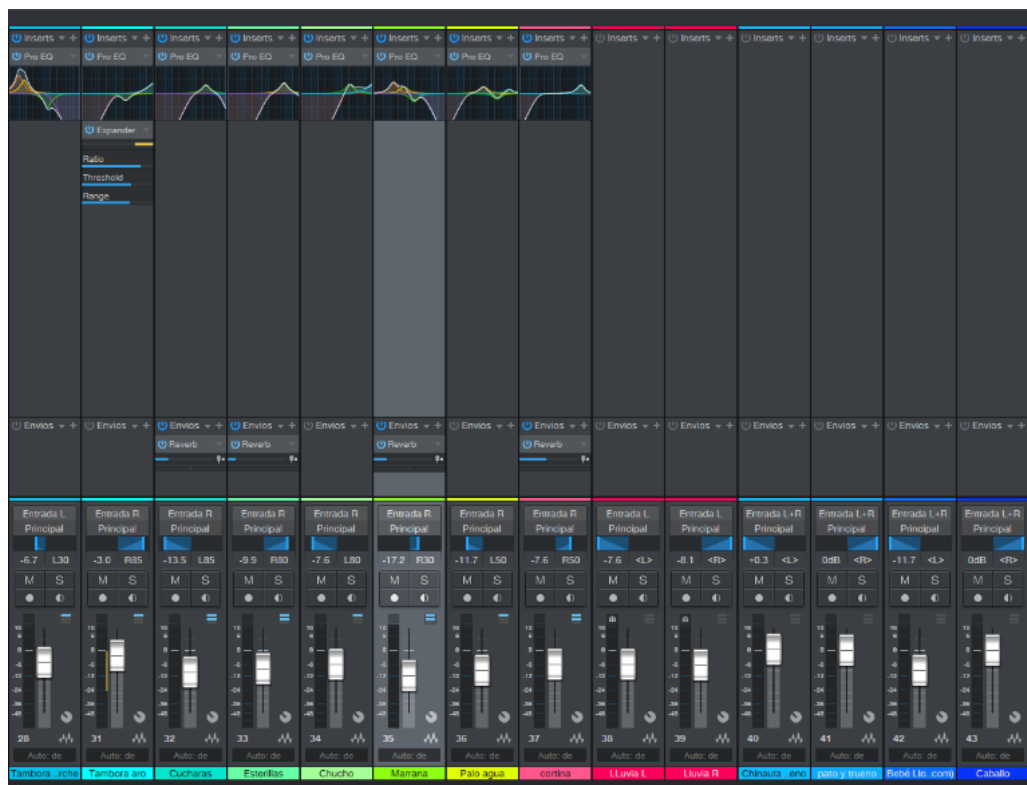 Inserts Inserts Inserts Inserts Inserts Inserts Inserts Inserts Inserts Inserts Inserts Inserts Inserts Inserts
Pro EQ Pro EQ Pro EQ Pro EQ Pro EQ Pro EQ Pro EQ Pro EQ
Expander
Ratio
Threshold
Range
Envíos Envíos Envíos Envíos Envíos Envíos Envíos Envíos Envíos Envíos Envíos Envíos Envíos Envíos
Reverb Reverb Reverb Reverb
Entrada L Entrada R Entrada R Entrada R Entrada R Entrada R Entrada R Entrada R Entrada L Entrada L Entrada L+R Entrada L+R Entrada L+R Entrada L+R
Principal Principal Principal Principal Principal Principal Principal Principal Principal Principal Principal Principal Principal Principal
-6.7 L30 -3.0 R85 -13.5 L85 -9.9 R80 -7.6 L80 -17.2 R30 -11.7 L50 -7.6 R50 -7.6 <L> -8.1 <R> +0.3 <L> 0dB <R> -11.7 <L> 0dB <R>
M S M S M S M S M S M S M S M S M S M S M S M S M S M S
28 31 32 33 34 35 36 37 38 39 40 41 42 43
Auto: de Auto: de Auto: de Auto: de Auto: de Auto: de Auto: de Auto: de Auto: de Auto: de Auto: de Auto: de Auto: de Auto: de
Tambora ...rche Tambora aro Cucharas Esterillas Chucho Marrana Palo agua cortina LLuvia L Lluvia R Chinauta ...eno pato y trueno Bebé Llo...com) Caballo